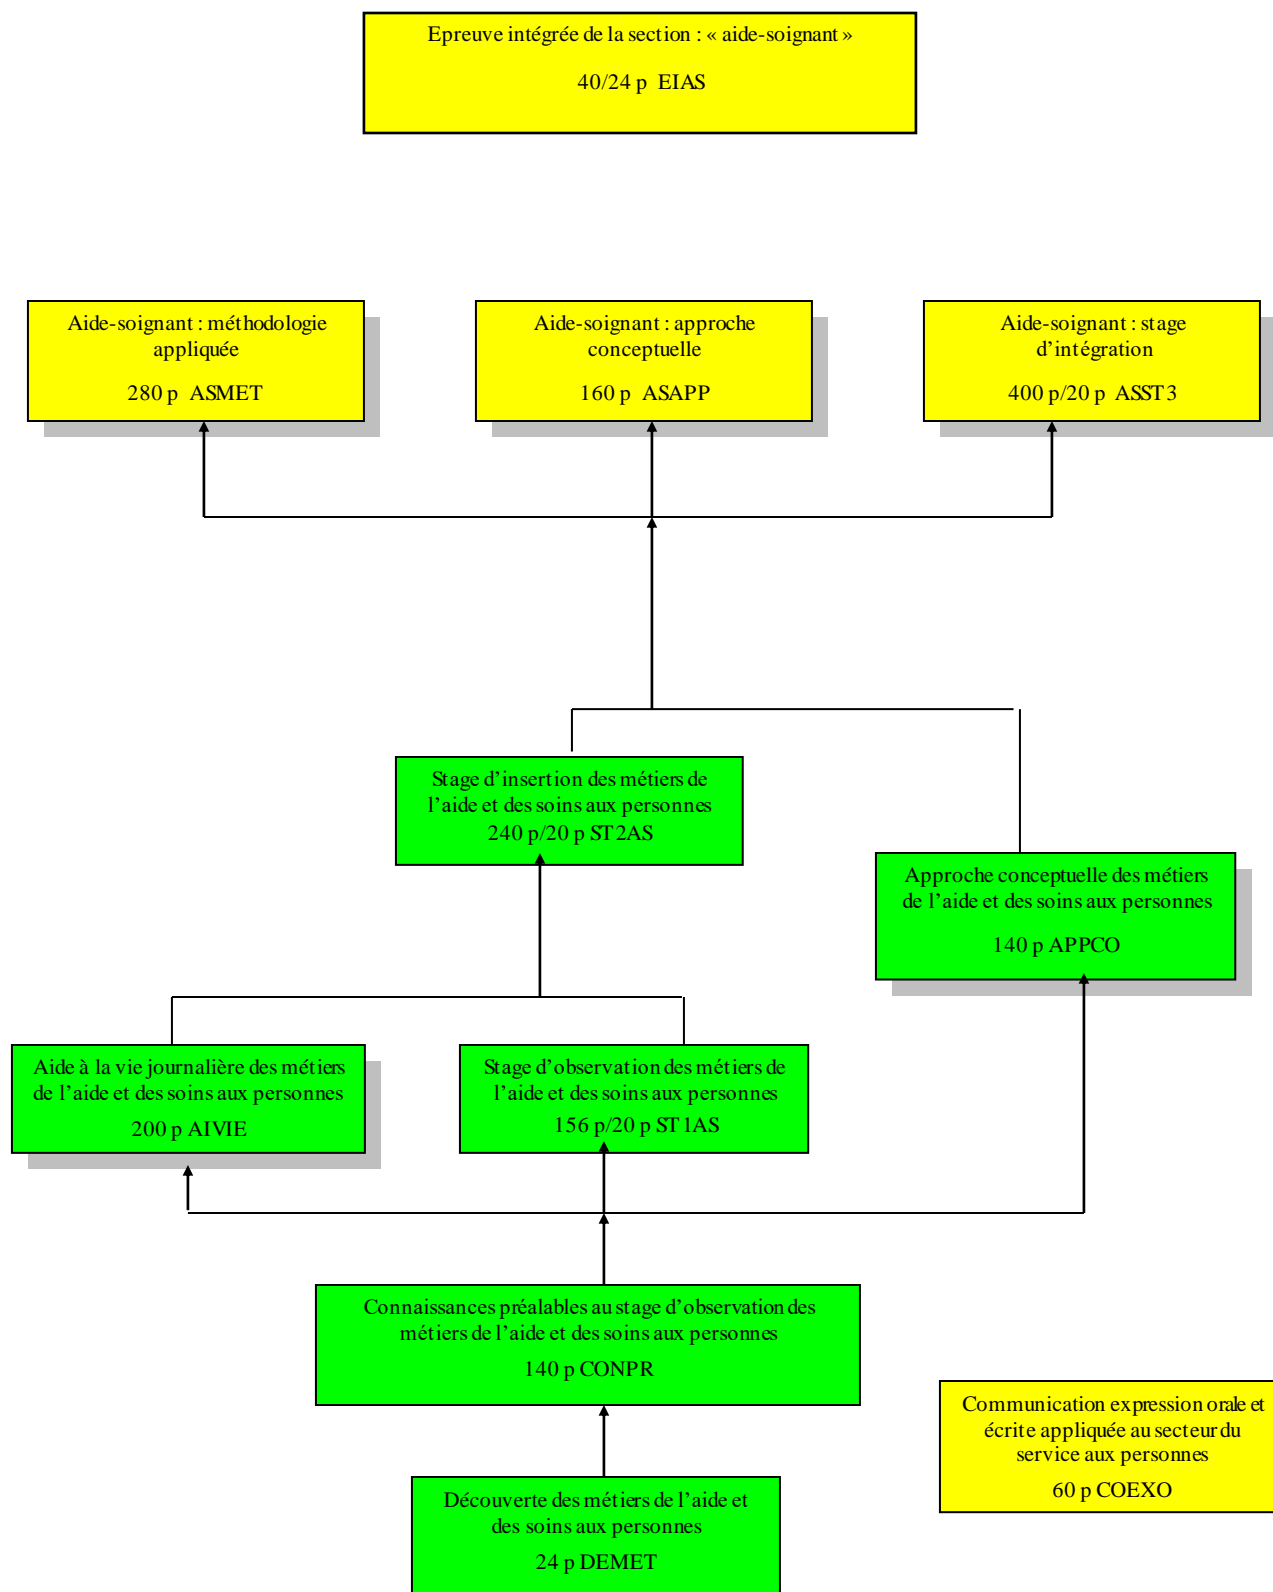 Epreuve intégrée de la section : « aide-soignant »
40/24 p EIAS
Aide-soignant : méthodologie
appliquée
280 p ASMET
Aide-soignant : approche
conceptuelle
160 p ASAPP
Aide-soignant : stage
d’intégration
400 p/20 p ASST3
Stage d’insertion des métiers de
l’aide et des soins aux personnes
240 p/20 p ST2AS
Approche conceptuelle des métiers
de l’aide et des soins aux personnes
140 p APPCO
Aide à la vie journalière des métiers
de l’aide et des soins aux personnes
200 p AIVIE
Stage d’observation des métiers de
l’aide et des soins aux personnes
156 p/20 p ST1AS
Connaissances préalables au stage d’observation des
métiers de l’aide et des soins aux personnes
140 p CONPR
Communication expression orale et
écrite appliquée au secteur du
service aux personnes
60 p COEXO
Découverte des métiers de l’aide et
des soins aux personnes
24 p DEMET